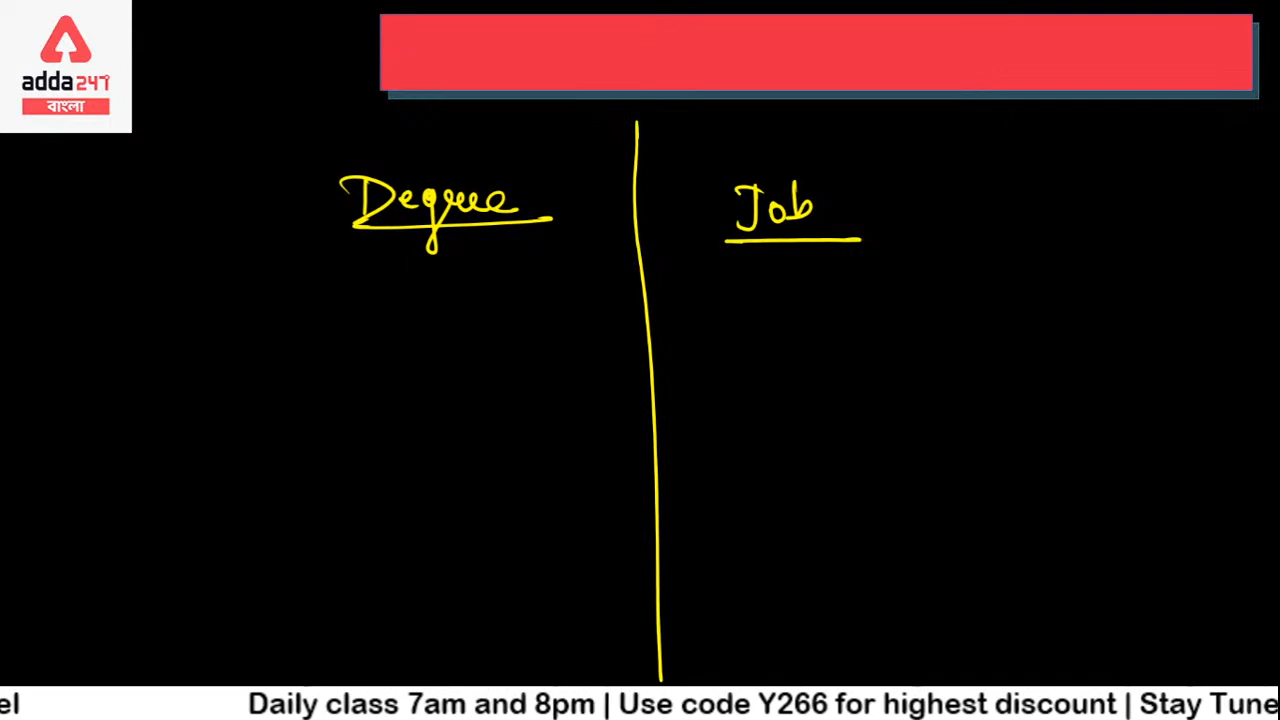 adda247
বাংলা
Degree
Job
el Daily class 7am and 8pm | Use code Y266 for highest discount | Stay Tune